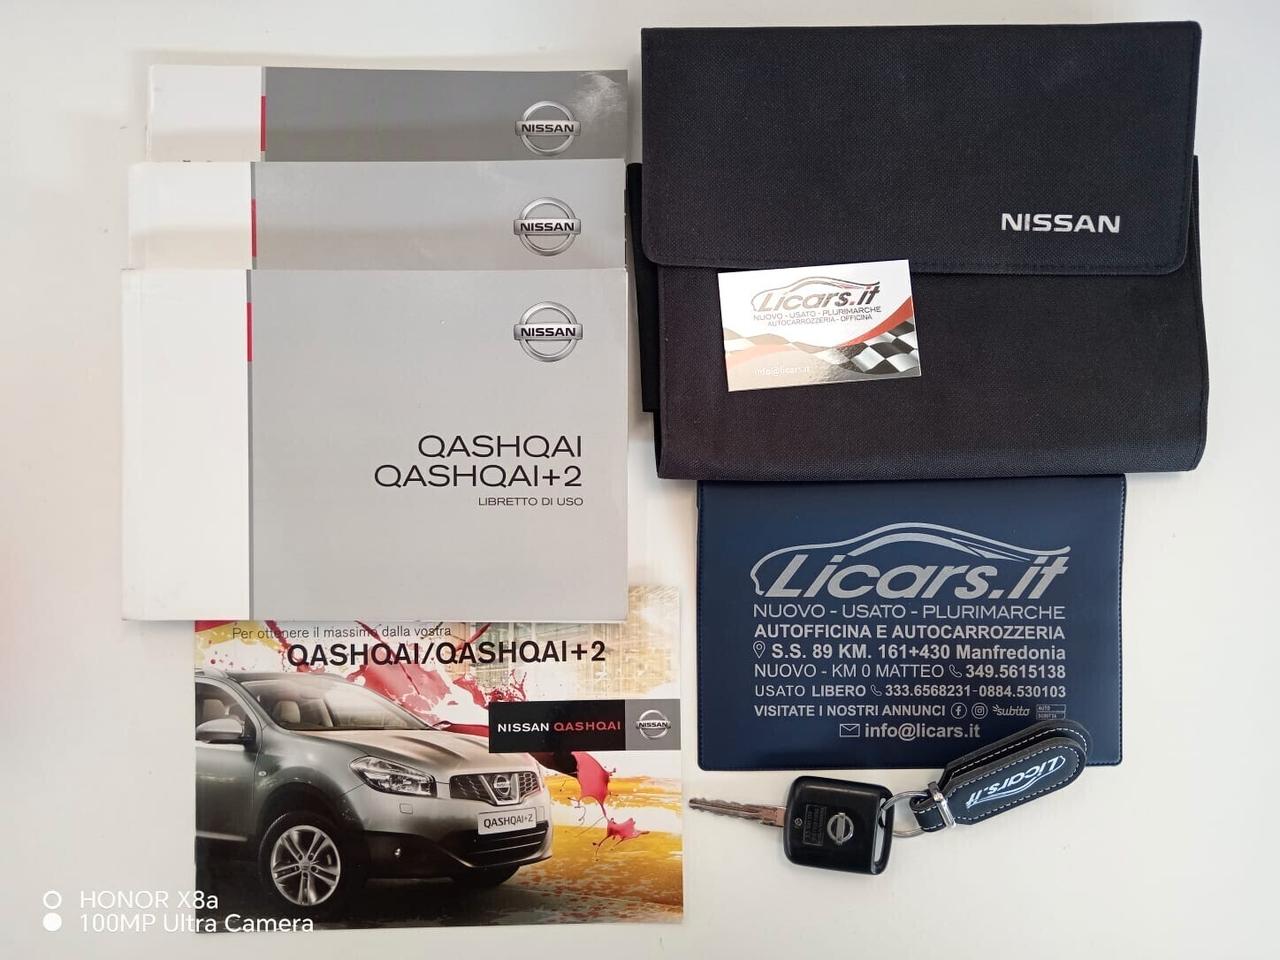 NISSAN
NISSAN
NISSAN
QASHQAI
QASHQAI+2
LIBRETTO DI USO
Per ottenere il massimo dalla vostra
QASHQAI/QASHQAI+2
NISSAN QASHQAI
QASHQAI+2
NISSAN
Licars.it
NUOVO - USATO - PLURIMARCHE
AUTOCARROZZERIA - OFFICINA
info@licars.it
Licars.it
NUOVO - USATO - PLURIMARCHE
AUTOFFICINA E AUTOCARROZZERIA
S.S. 89 KM. 161+430 Manfredonia
NUOVO - KM 0 MATTEO 349.5615138
USATO LIBERO 333.6568231-0884.530103
VISITATE I NOSTRI ANNUNCI subito
info@licars.it
Licars.it
HONOR X8a
100MP Ultra Camera